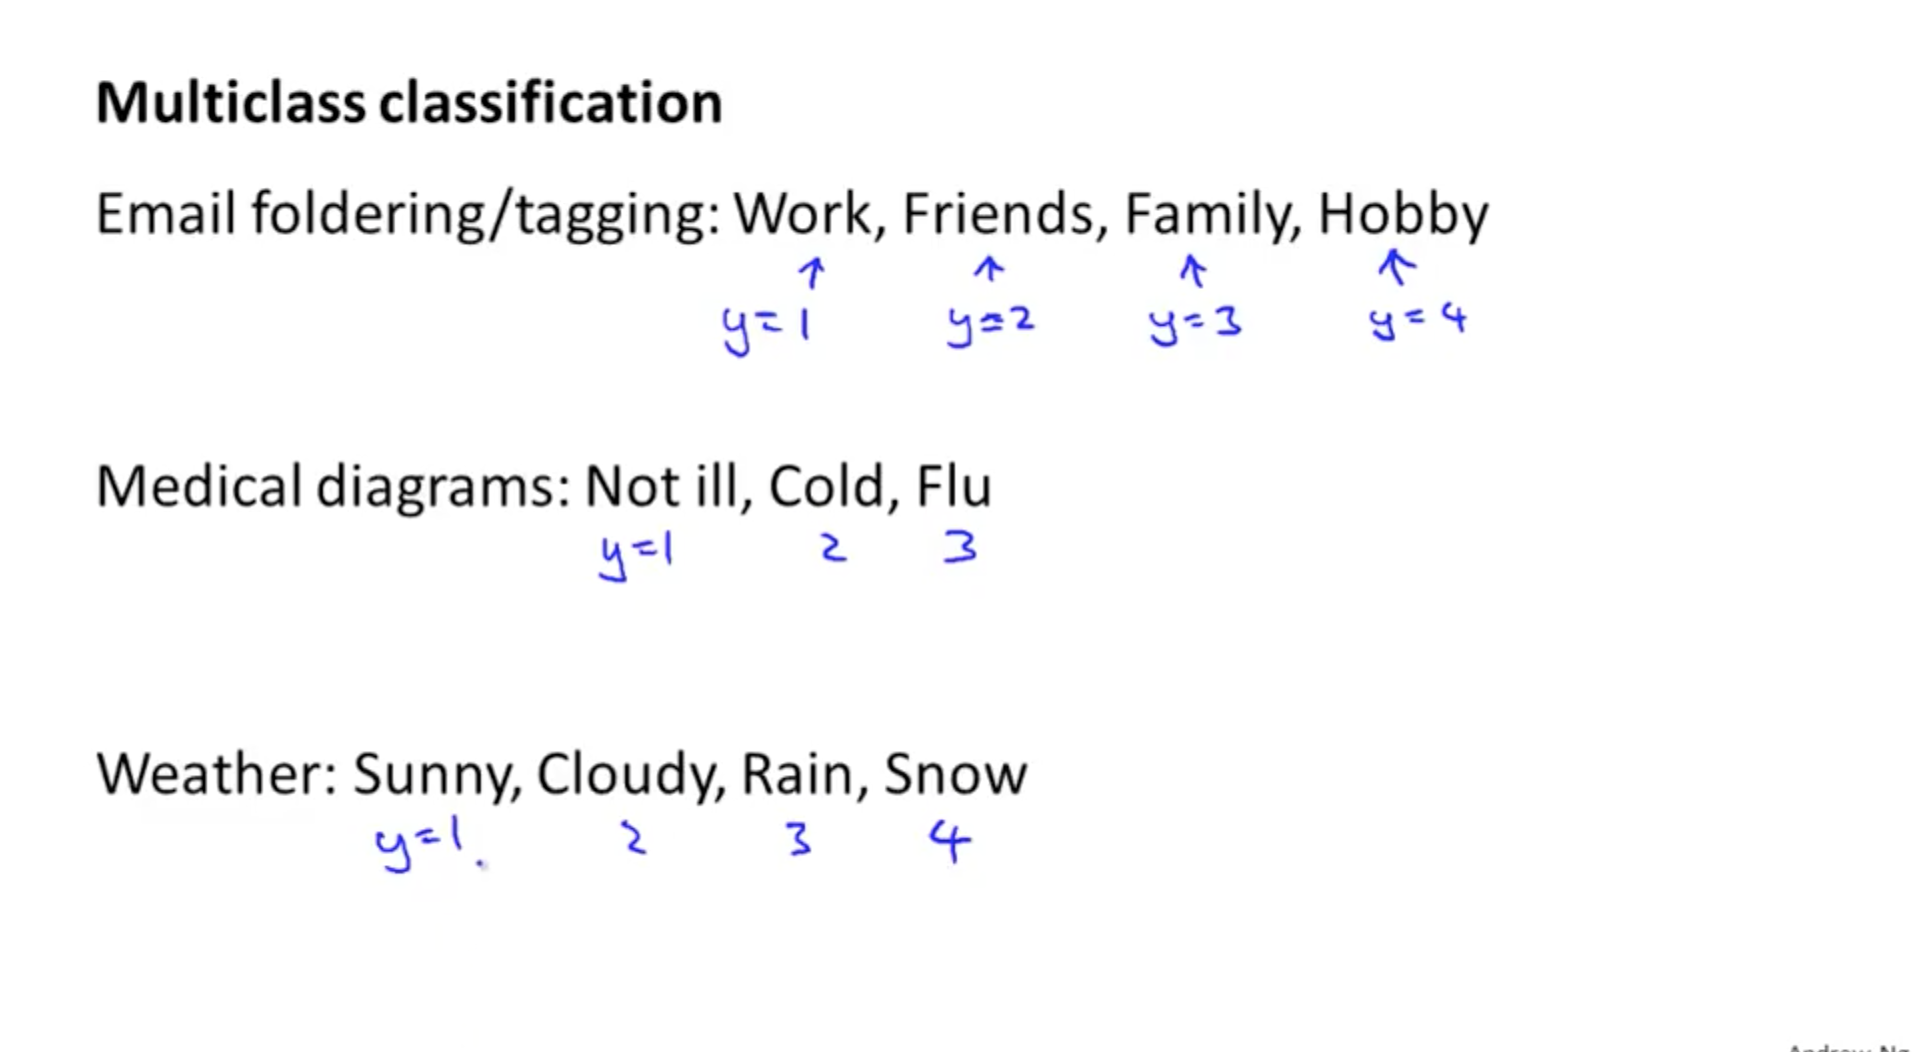 Multiclass classification
Email foldering/tagging: Work, Friends, Family, Hobby
y=1 y=2 y=3 y=4
Medical diagrams: Not ill, Cold, Flu
y=1 2 3
Weather: Sunny, Cloudy, Rain, Snow
y=1. 2 3 4